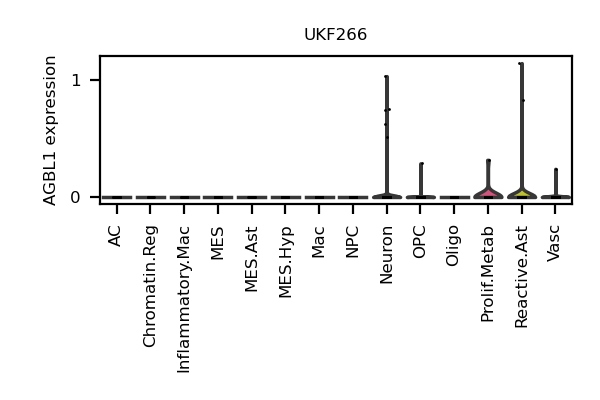 UKF266
AGBL1 expression
1
0
AC
Chromatin.Reg
Inflammatory.Mac
MES
MES.Ast
MES.Hyp
Mac
NPC
Neuron
OPC
Oligo
Prolif.Metab
Reactive.Ast
Vasc